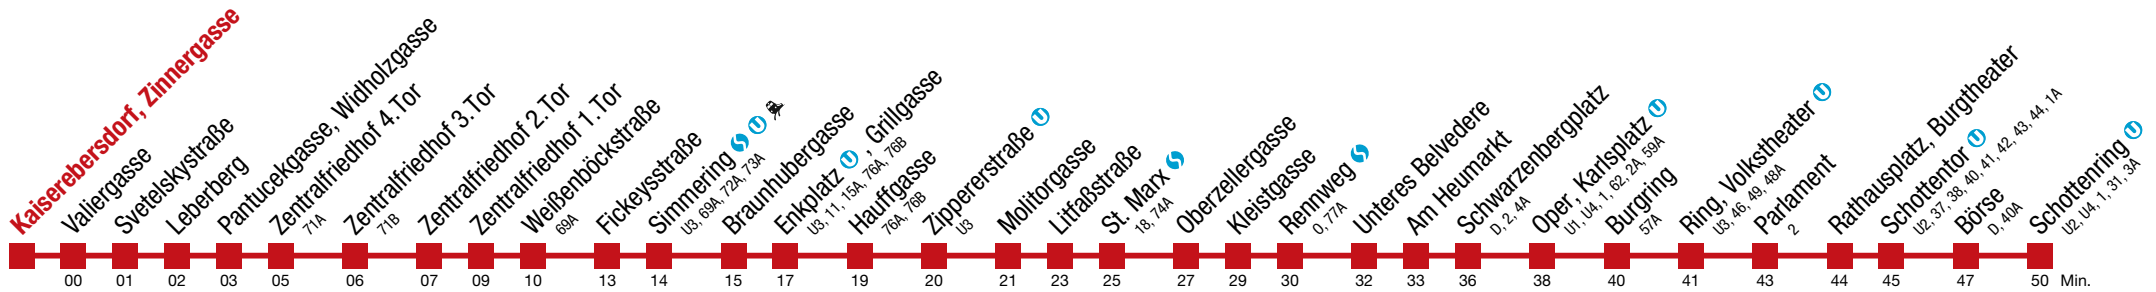 Kaiserebersdorf, Zinnergasse
Valiergasse
Svetelskystraße
Leberberg
Pantucekgasse, Widholzgasse
Zentralfriedhof 4.Tor
71A
Zentralfriedhof 3.Tor
71B
Zentralfriedhof 2.Tor
Zentralfriedhof 1.Tor
Weißenböckstraße
69A
Fickeysstraße
Simmering S U
U3, 69A, 72A, 73A
Braunhubergasse
Enkplatz U , Grillgasse
U3, 11, 15A, 76A, 76B
Hauffgasse
76A, 76B
Zippererstraße U
U3
Molitorgasse
Litfaßstraße
St. Marx S
18, 74A
Oberzellergasse
Kleistgasse
Rennweg S
O, 77A
Unteres Belvedere
Am Heumarkt
Schwarzenbergplatz
D, 2, 4A
Oper, Karlsplatz U
U1, U4, 1, 62, 2A, 59A
Burgring
57A
Ring, Volkstheater U
U3, 46, 49, 48A
Parlament
2
Rathausplatz, Burgtheater
Schottentor U
U2, 37, 38, 40, 41, 42, 43, 44, 1A
Börse
D, 40A
Schottenring U
U2, U4, 1, 31, 3A
00 01 02 03 05 06 07 09 10 13 14 15 17 19 20 21 23 25 27 29 30 32 33 36 38 40 41 43 44 45 47 50 Min.